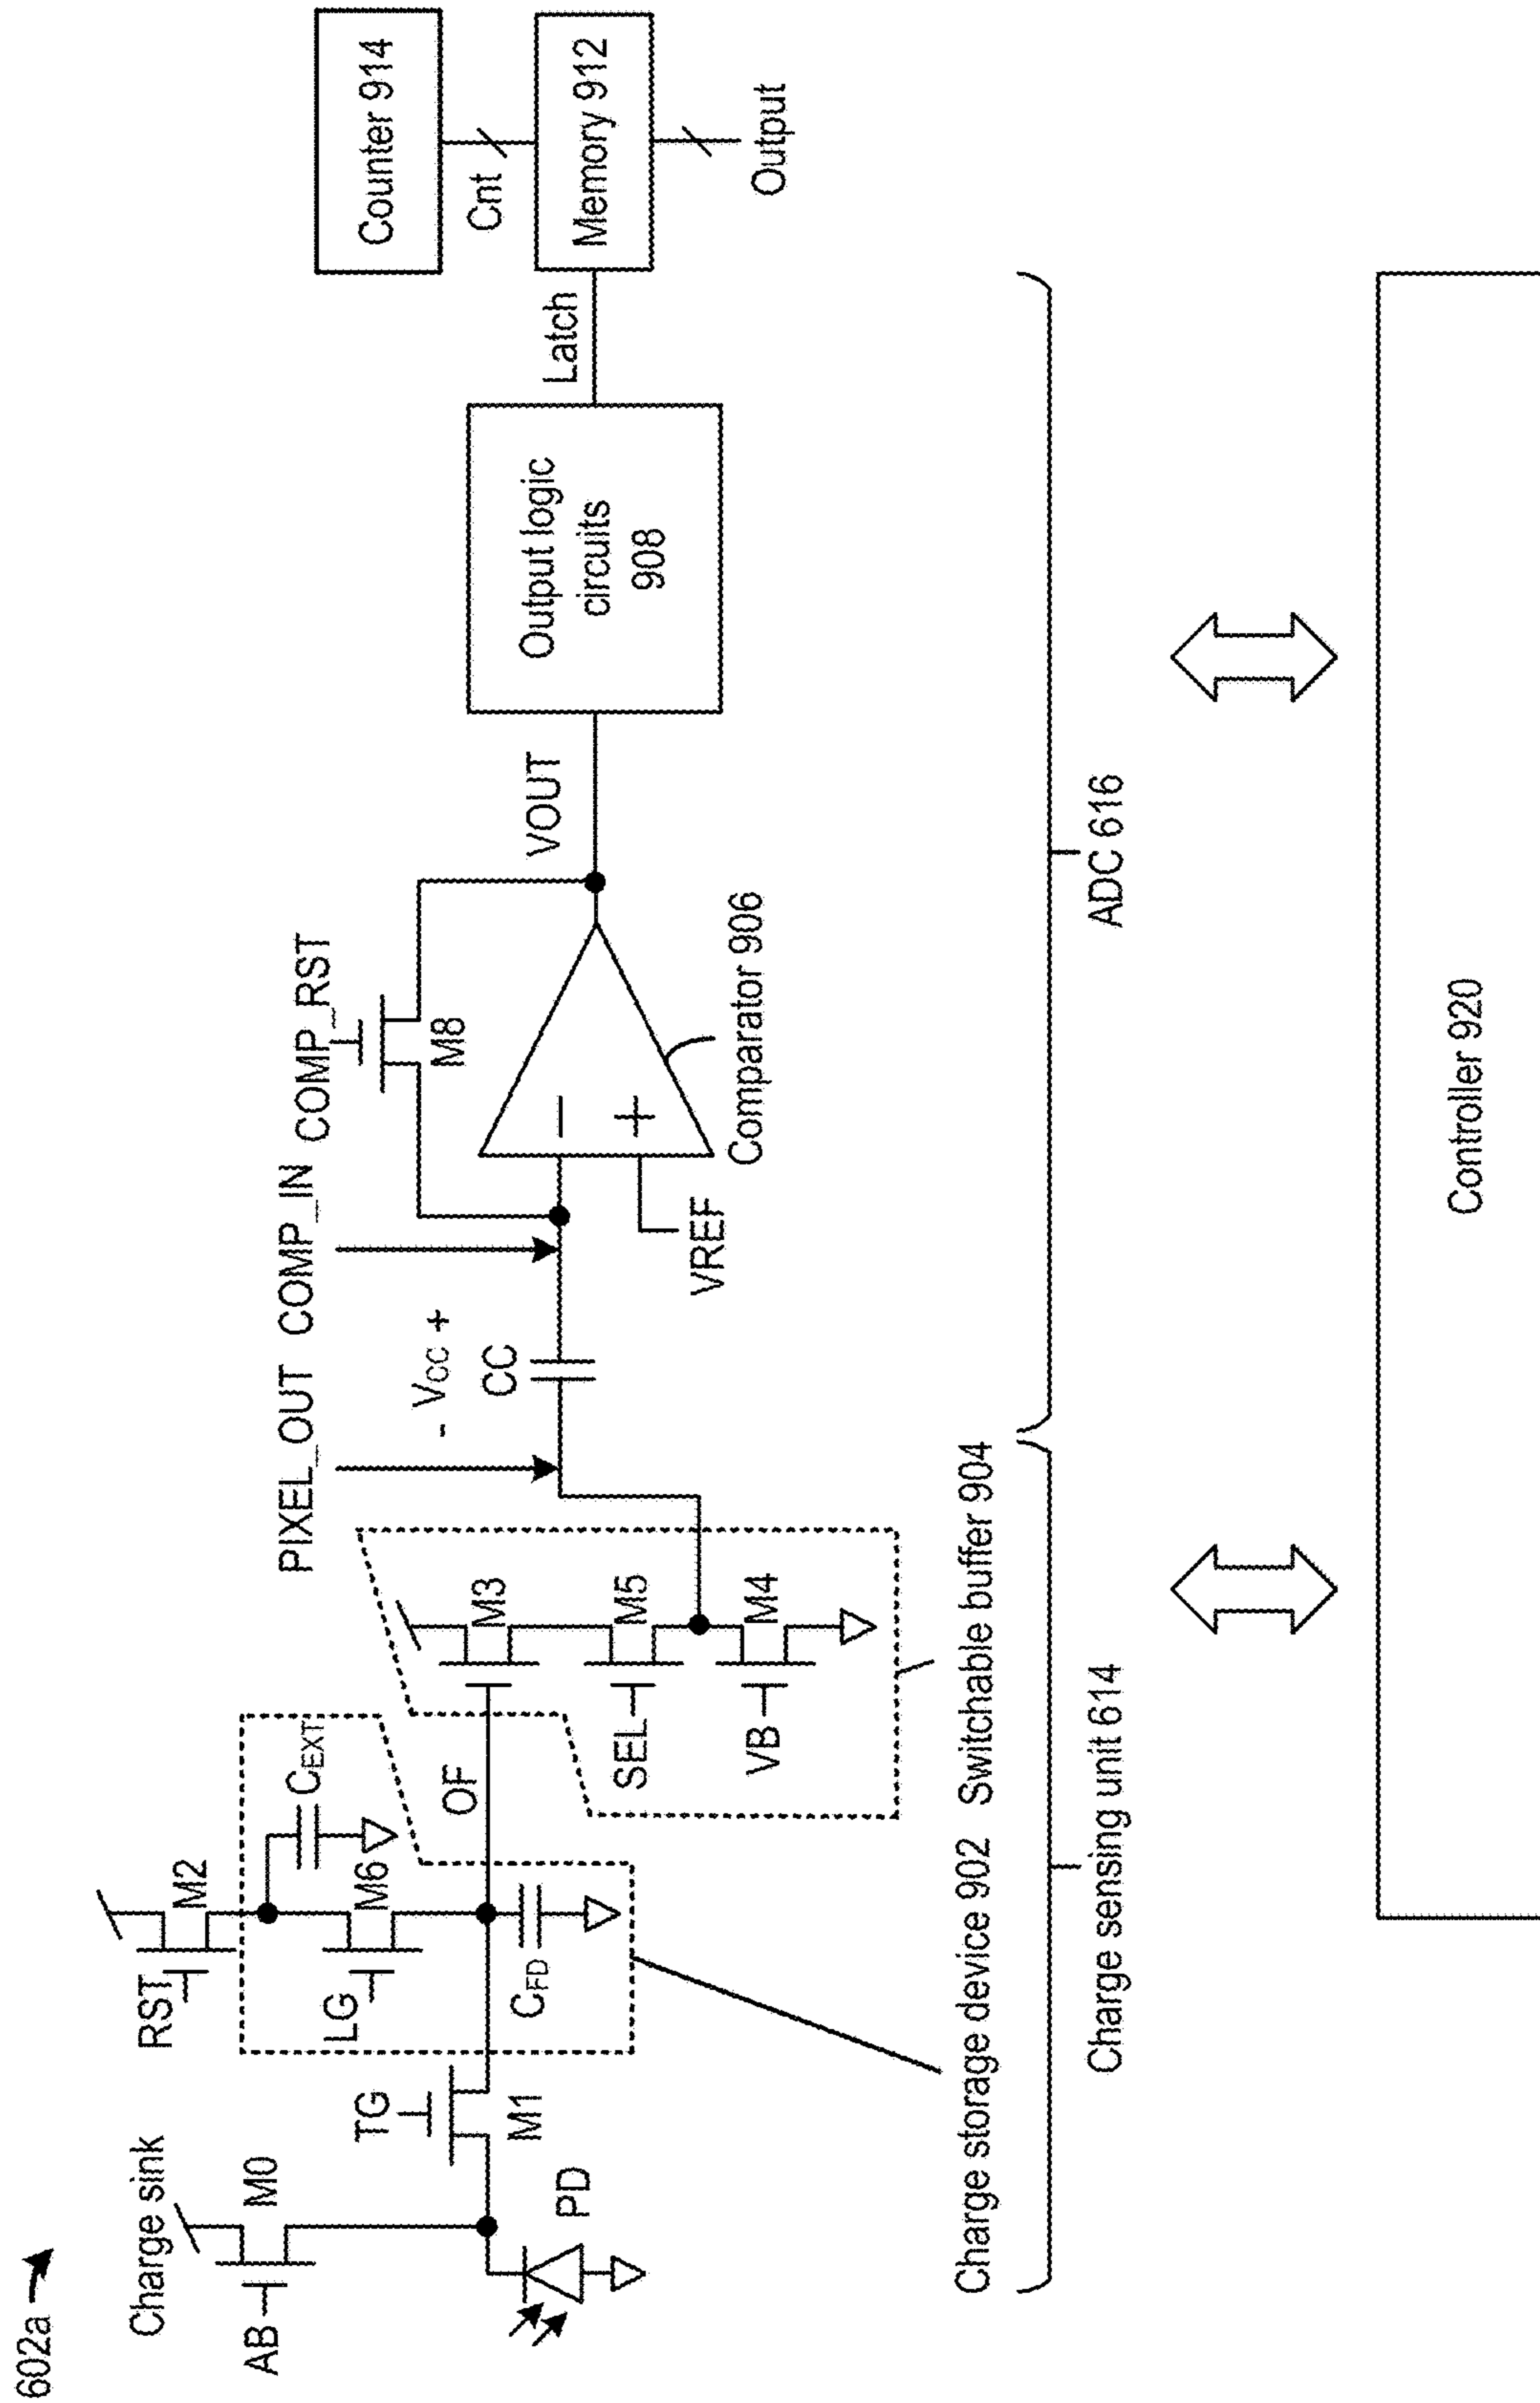 602a
Charge sink
AB
M0
PD
TG
M1
RST
M2
LG
M6
CEXT
CFD
OF
M3
SEL
M5
VB
M4
PIXEL_OUT
COMP_IN
COMP_RST
- VCC +
CC
M8
−
+
VREF
VOUT
Comparator 906
Output logic
circuits
908
Latch
Counter 914
Cnt
Memory 912
Output
Charge storage device 902
Switchable buffer 904
Charge sensing unit 614
ADC 616
Controller 920